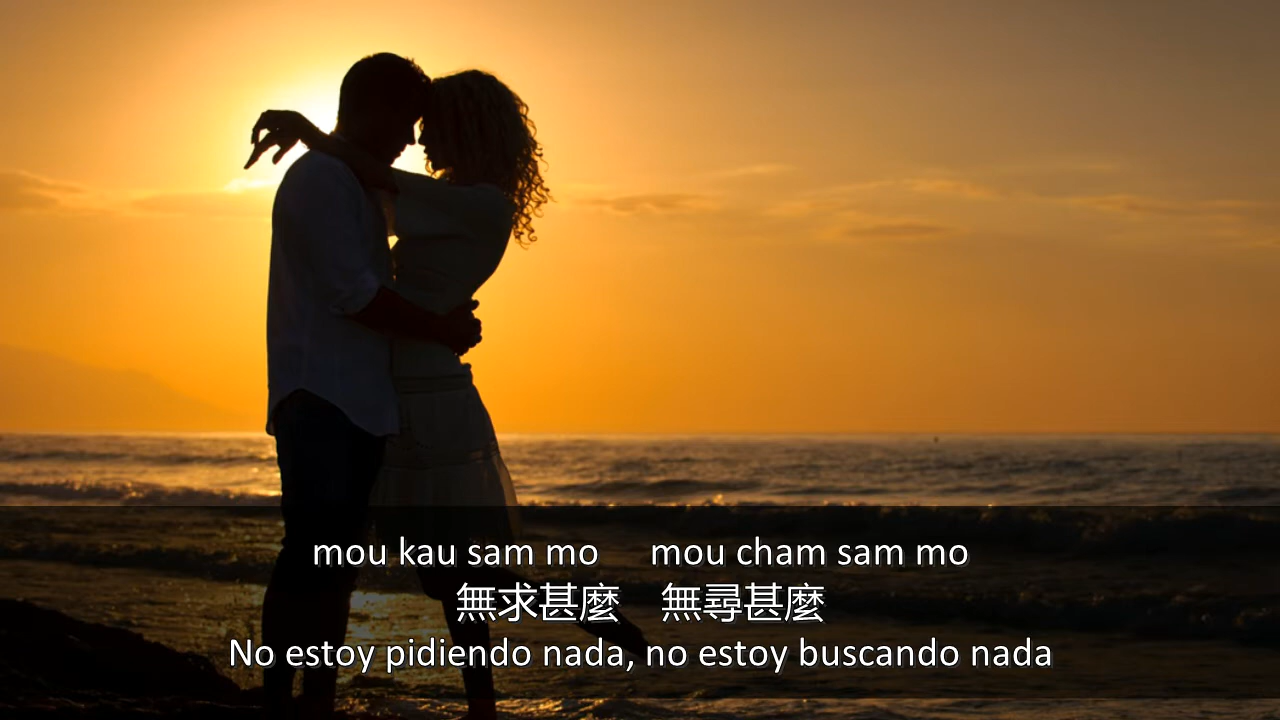 mou kau sam mo mou cham sam mo
無求甚麼 無尋甚麼
No estoy pidiendo nada, no estoy buscando nada